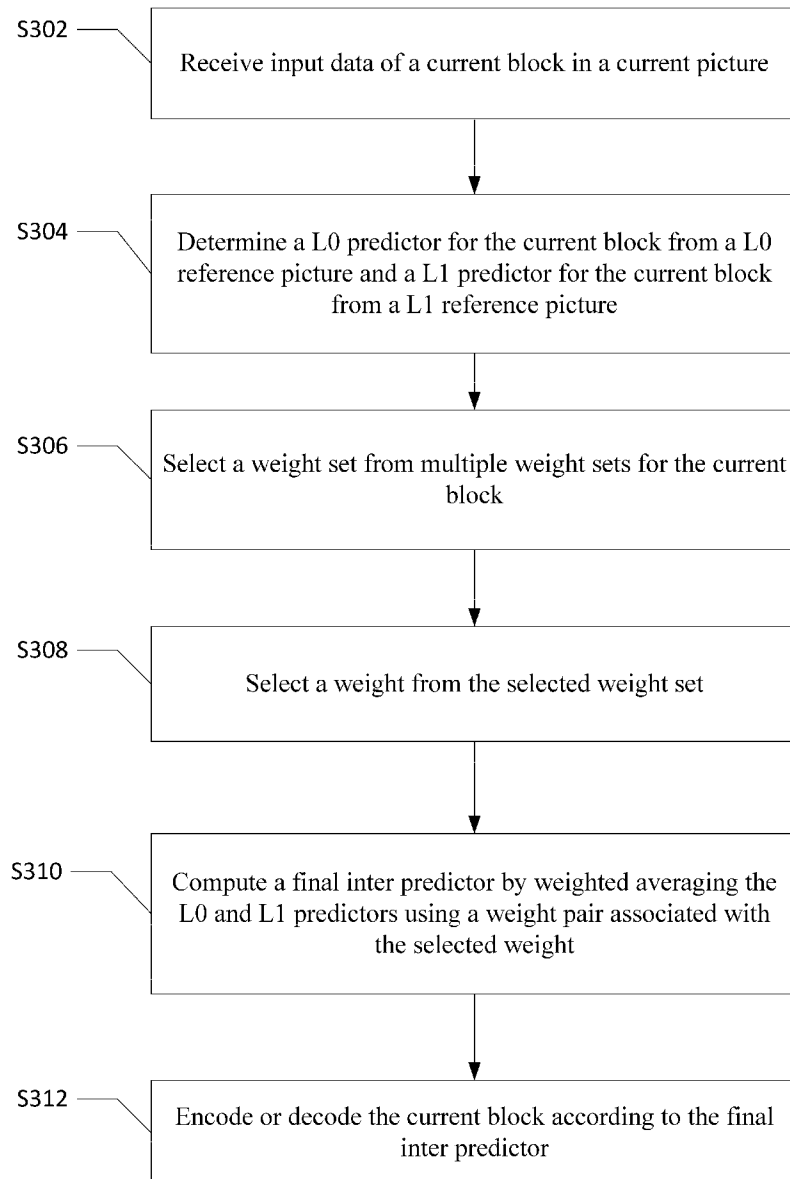 S302
Receive input data of a current block in a current picture
S304
Determine a L0 predictor for the current block from a L0
reference picture and a L1 predictor for the current block
from a L1 reference picture
S306
Select a weight set from multiple weight sets for the current
block
S308
Select a weight from the selected weight set
S310
Compute a final inter predictor by weighted averaging the
L0 and L1 predictors using a weight pair associated with
the selected weight
S312
Encode or decode the current block according to the final
inter predictor